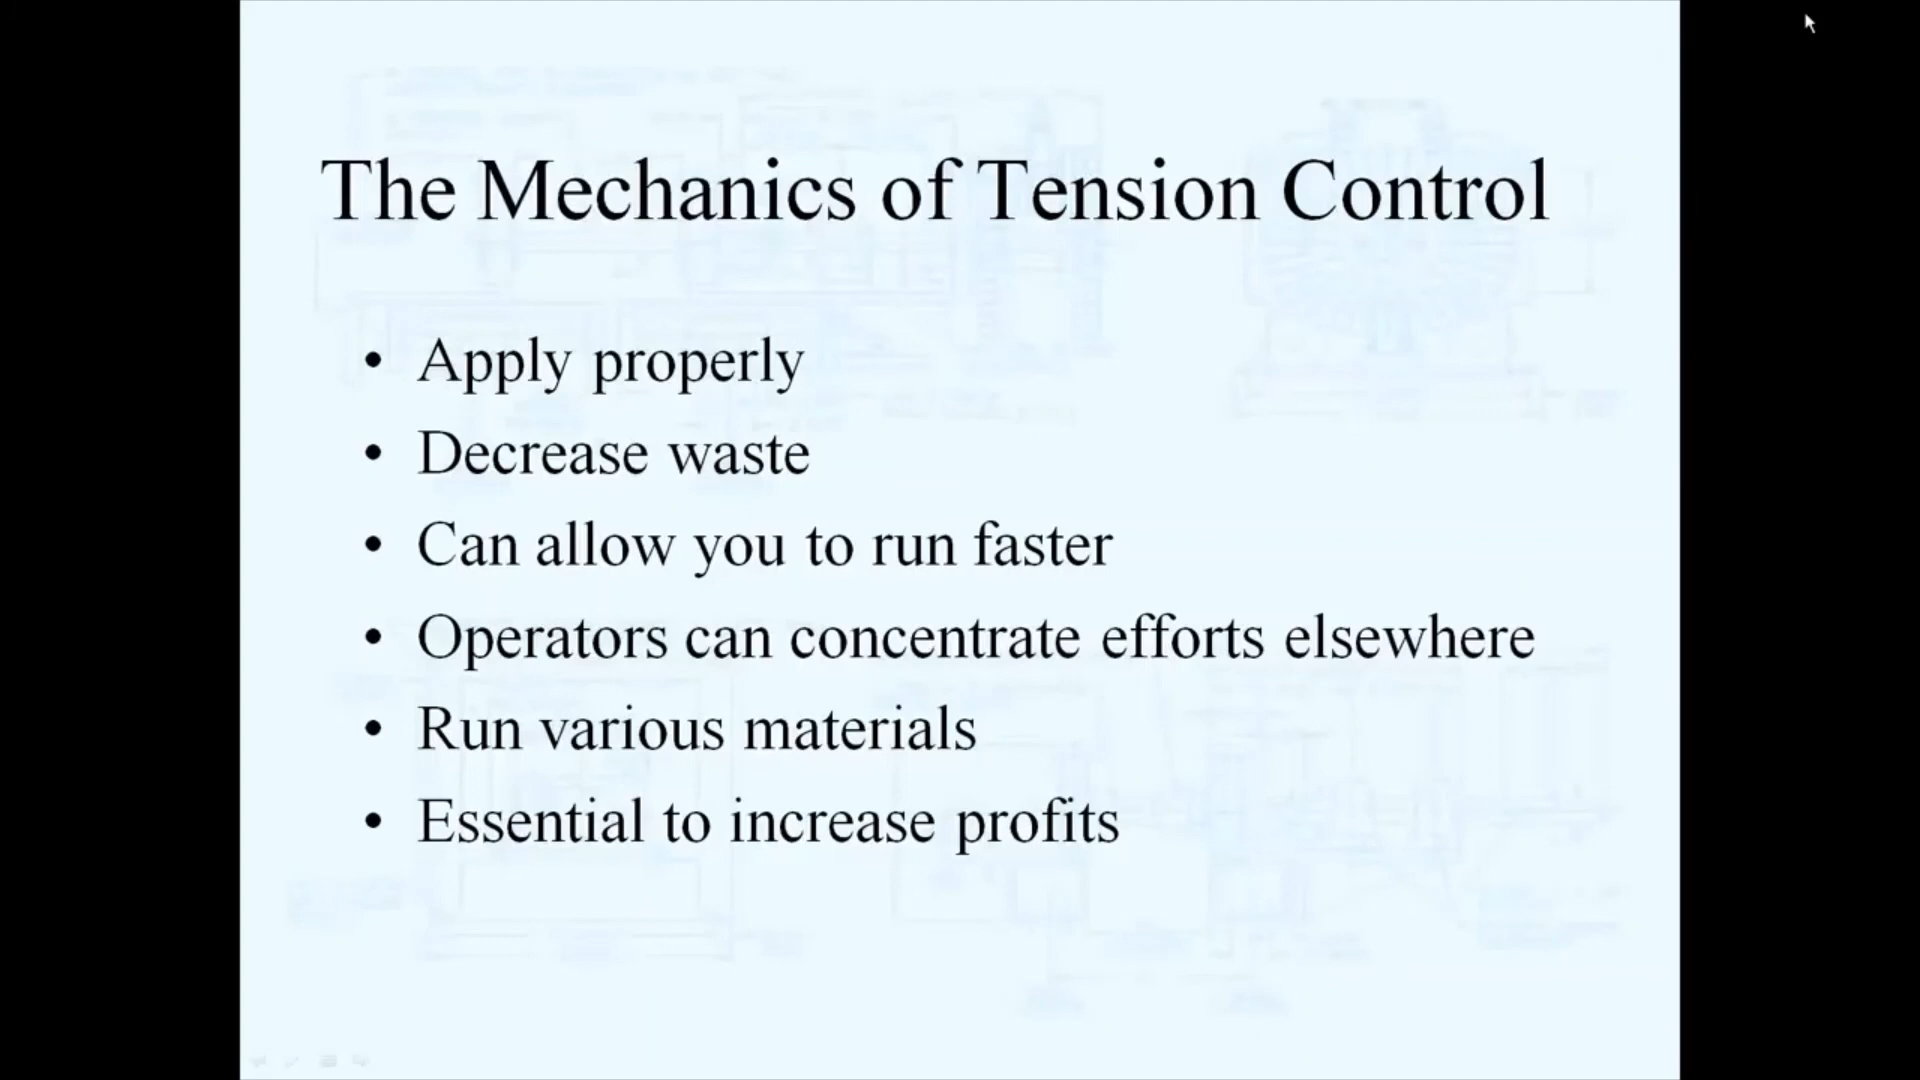 The Mechanics of Tension Control
• Apply properly
• Decrease waste
• Can allow you to run faster
• Operators can concentrate efforts elsewhere
• Run various materials
• Essential to increase profits